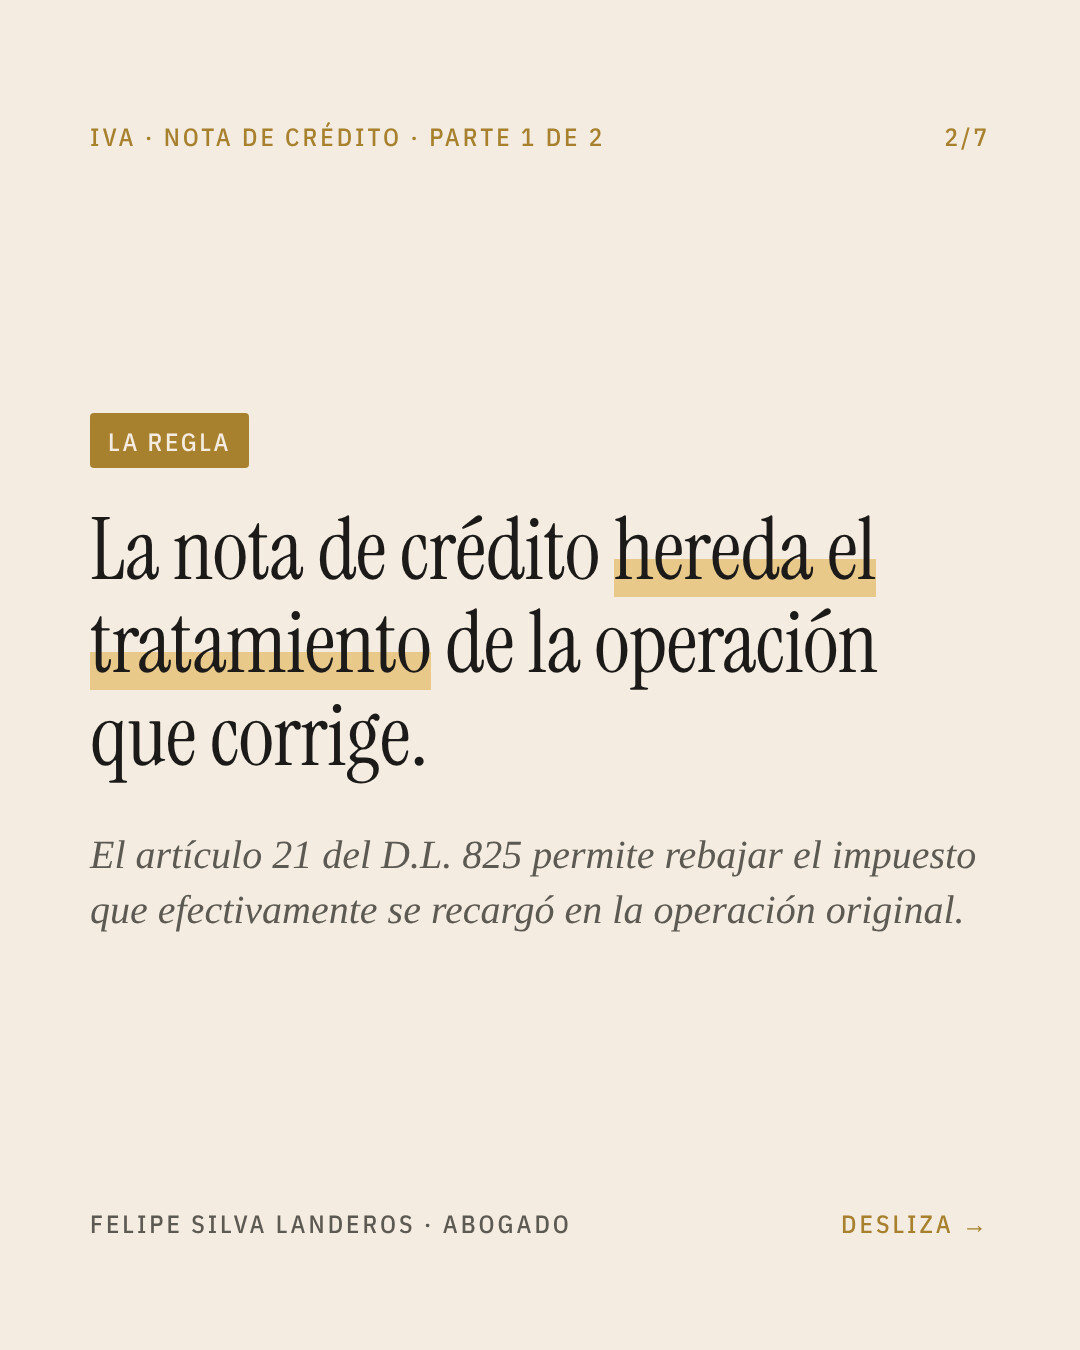 IVA · NOTA DE CRÉDITO · PARTE 1 DE 2
2/7
LA REGLA
La nota de crédito hereda el
tratamiento de la operación
que corrige.
El artículo 21 del D.L. 825 permite rebajar el impuesto
que efectivamente se recargó en la operación original.
FELIPE SILVA LANDEROS · ABOGADO
DESLIZA →